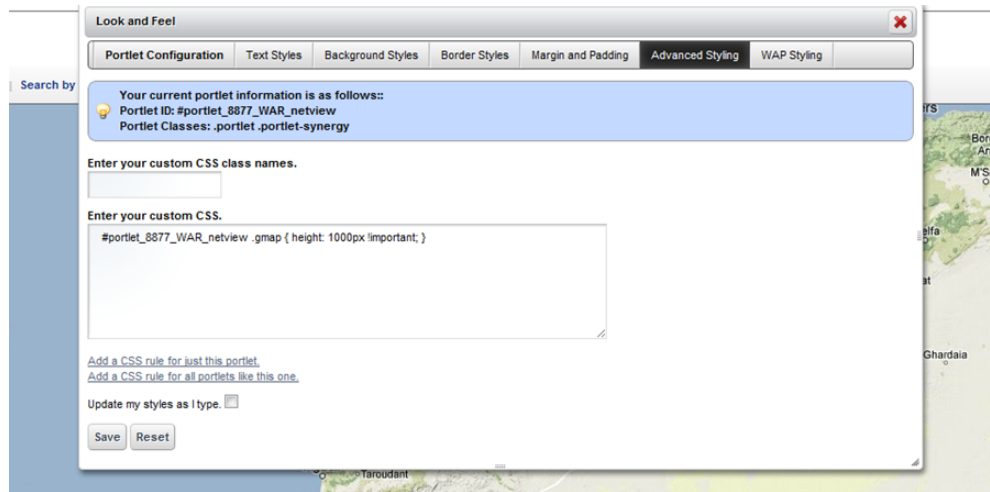 Look and Feel
Portlet Configuration Text Styles Background Styles Border Styles Margin and Padding Advanced Styling WAP Styling
Search by
Your current portlet information is as follows::
Portlet ID: #portlet_8877_WAR_netview
Portlet Classes: .portlet .portlet-synergy
Enter your custom CSS class names.
Enter your custom CSS.
#portlet_8877_WAR_netview .gmap { height: 1000px !important; }
Add a CSS rule for just this portlet.
Add a CSS rule for all portlets like this one.
Update my styles as I type.
Save Reset
Ghardaia
Taroudant